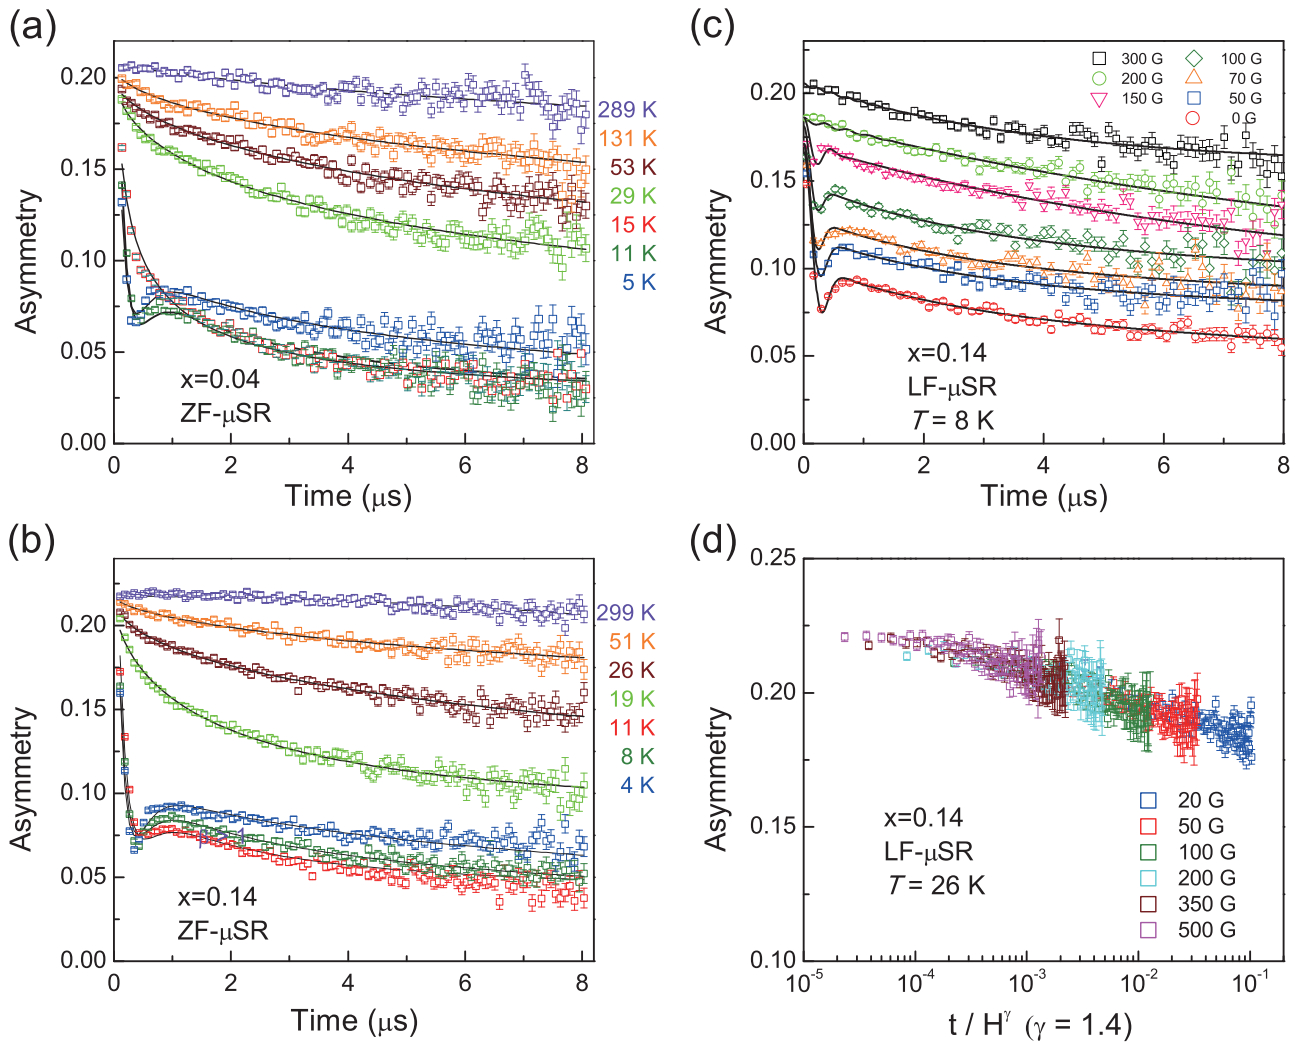 (a)
0.20
0.15
0.10
0.05
0.00
Asymmetry
289 K
131 K
53 K
29 K
15 K
11 K
5 K
x=0.04
ZF-μSR
0 2 4 6 8
Time (μs)
(b)
0.20
0.15
0.10
0.05
0.00
Asymmetry
299 K
51 K
26 K
19 K
11 K
8 K
4 K
x=0.14
ZF-μSR
0 2 4 6 8
Time (μs)
(c)
0.20
0.15
0.10
0.05
0.00
Asymmetry
300 G 100 G
200 G 70 G
150 G 50 G
0 G
x=0.14
LF-μSR
T = 8 K
0 2 4 6 8
Time (μs)
(d)
0.25
0.20
0.15
0.10
Asymmetry
x=0.14
LF-μSR
T = 26 K
20 G
50 G
100 G
200 G
350 G
500 G
10⁻⁵ 10⁻⁴ 10⁻³ 10⁻² 10⁻¹
t / H^γ (γ = 1.4)